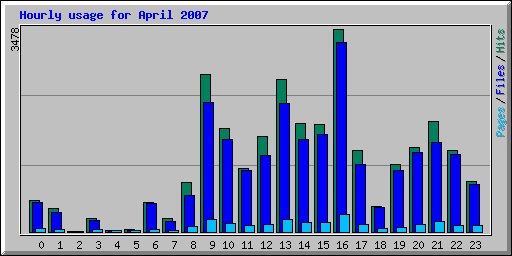 Hourly usage for April 2007
3478
Pages / Files / Hits
0 1 2 3 4 5 6 7 8 9 10 11 12 13 14 15 16 17 18 19 20 21 22 23